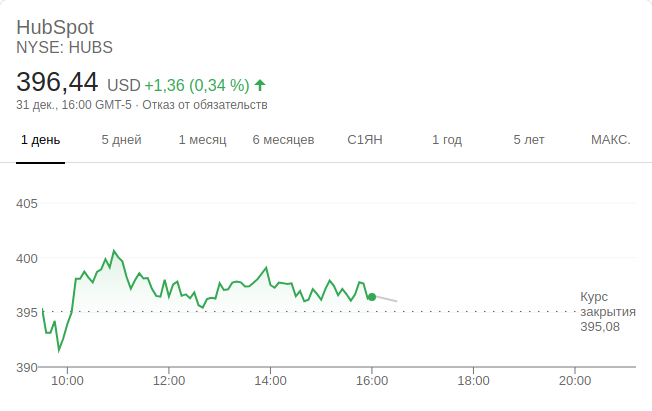 HubSpot
NYSE: HUBS
396,44 USD +1,36 (0,34 %)
31 дек., 16:00 GMT-5 · Отказ от обязательств
1 день 5 дней 1 месяц 6 месяцев С1ЯН 1 год 5 лет МАКС.
405
400
395
390
Курс
закрытия
395,08
10:00 12:00 14:00 16:00 18:00 20:00